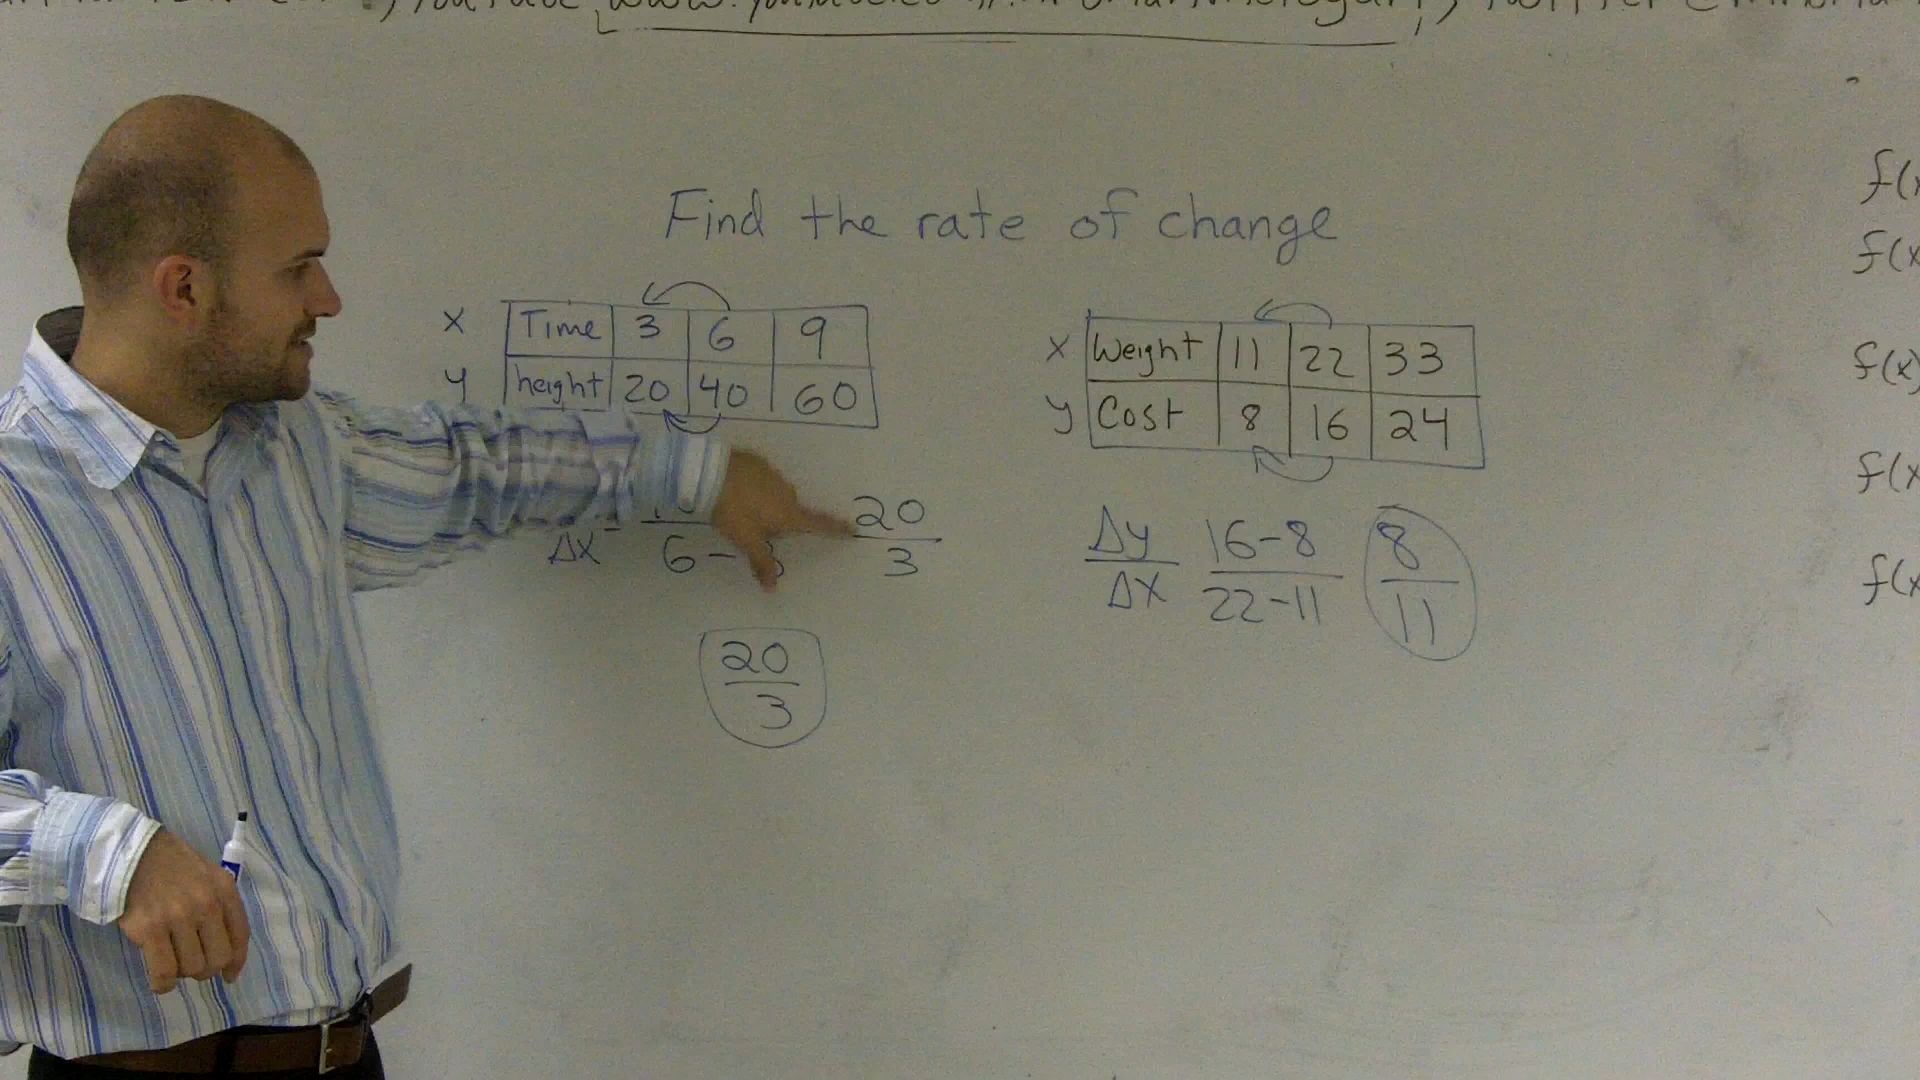 Find the rate of change
x Time 3 6 9
y height 20 40 60
Δx 6 - 3
20
3
20
3
x Weight 11 22 33
y Cost 8 16 24
Δy 16-8 8
Δx 22-11 11
f(x
f(x
f(x)
f(x
f(x